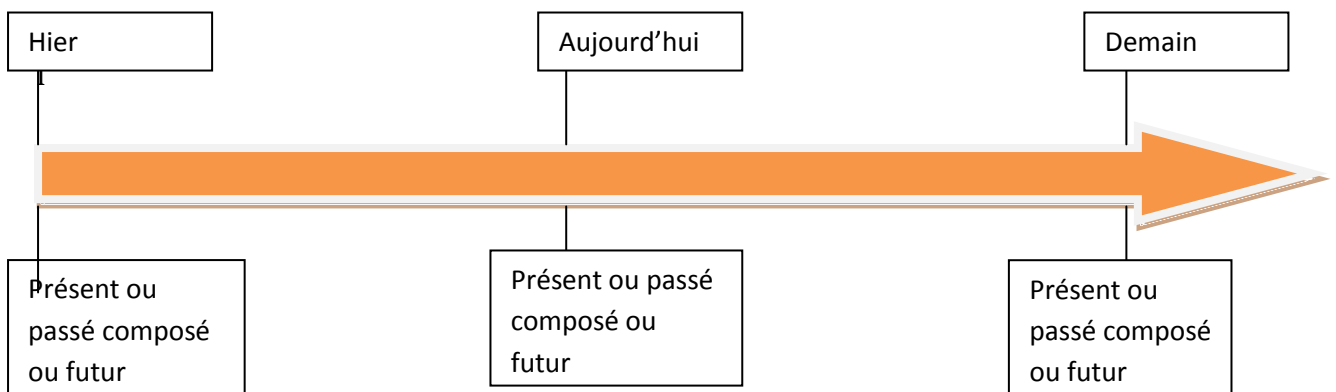 Hier
Aujourd’hui
Demain
Présent ou
passé composé
ou futur
Présent ou passé
composé ou
futur
Présent ou
passé composé
ou futur